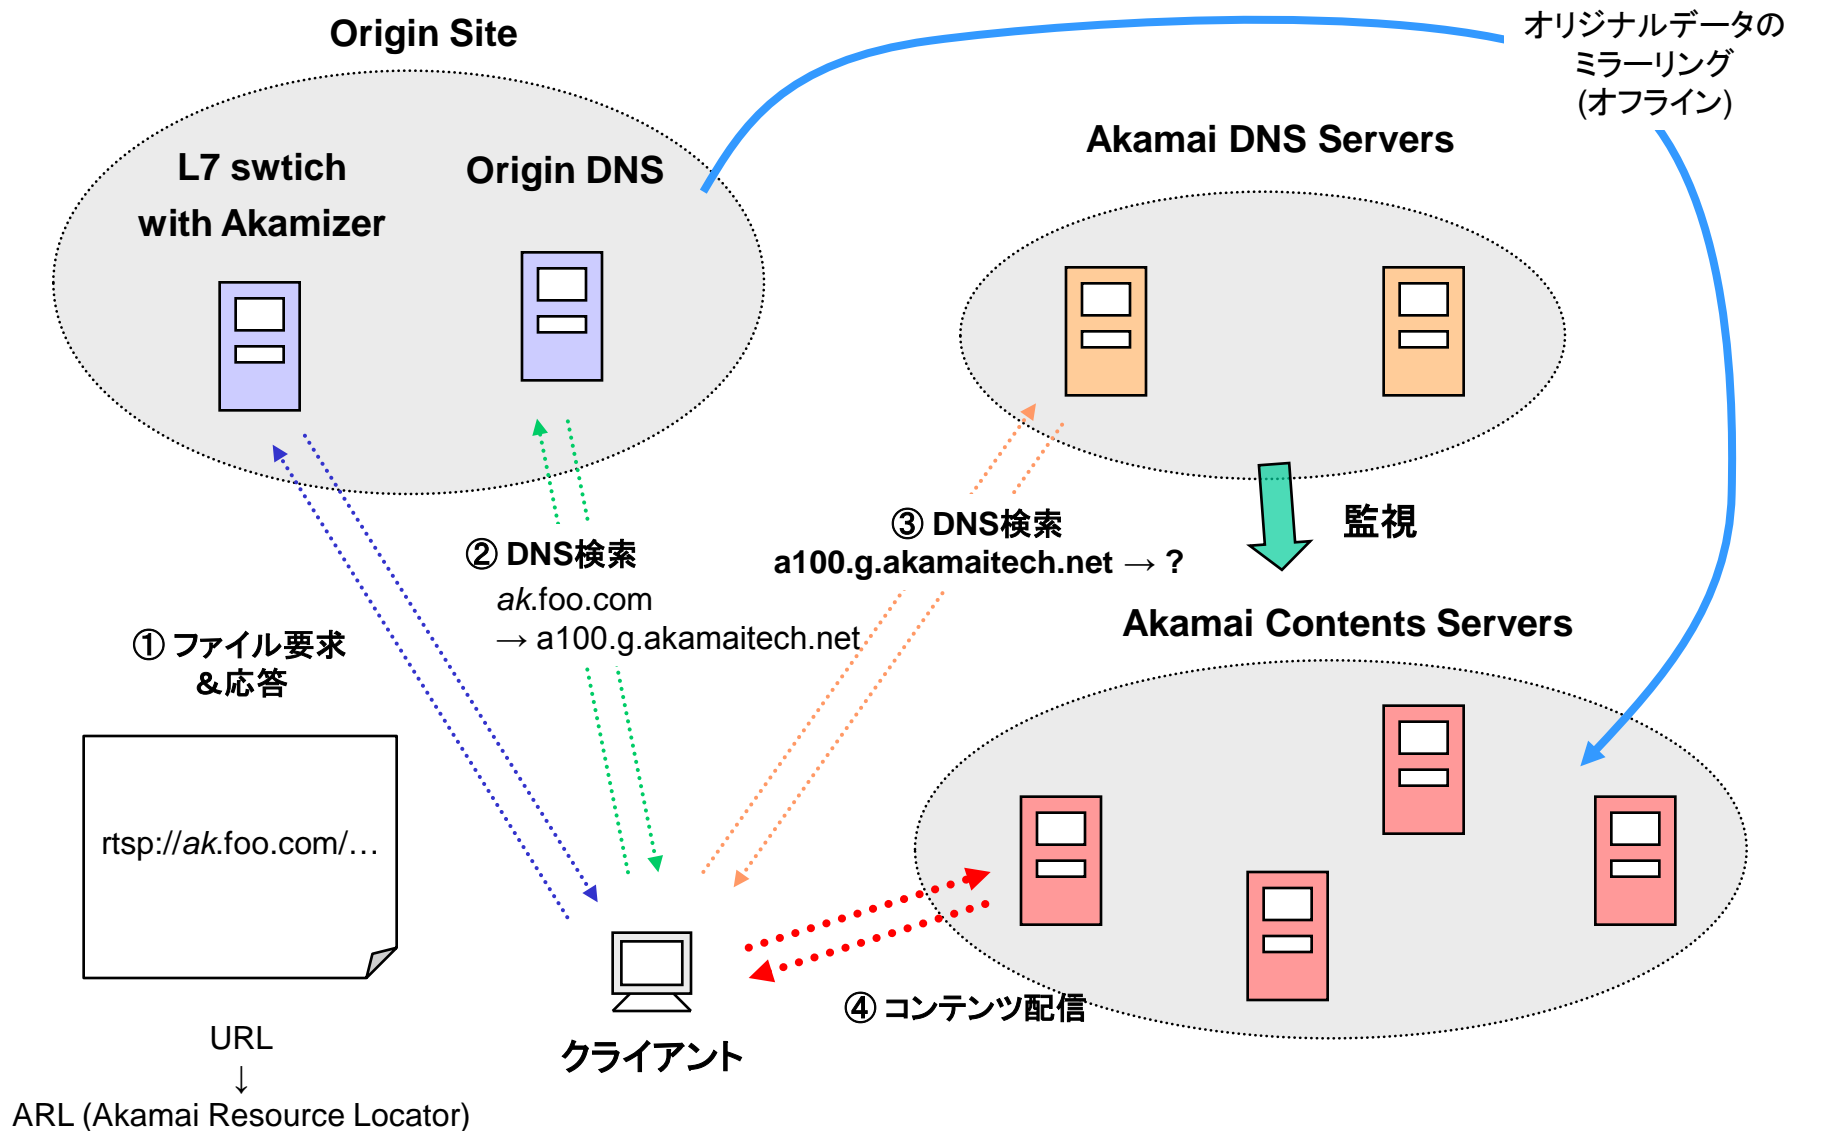 Origin Site
オリジナルデータの
ミラーリング
(オフライン)
L7 swtich
with Akamizer
Origin DNS
Akamai DNS Servers
② DNS検索
ak.foo.com
→ a100.g.akamaitech.net
③ DNS検索
a100.g.akamaitech.net → ?
監視
① ファイル要求
＆応答
Akamai Contents Servers
rtsp://ak.foo.com/…
④ コンテンツ配信
クライアント
URL
↓
ARL (Akamai Resource Locator)